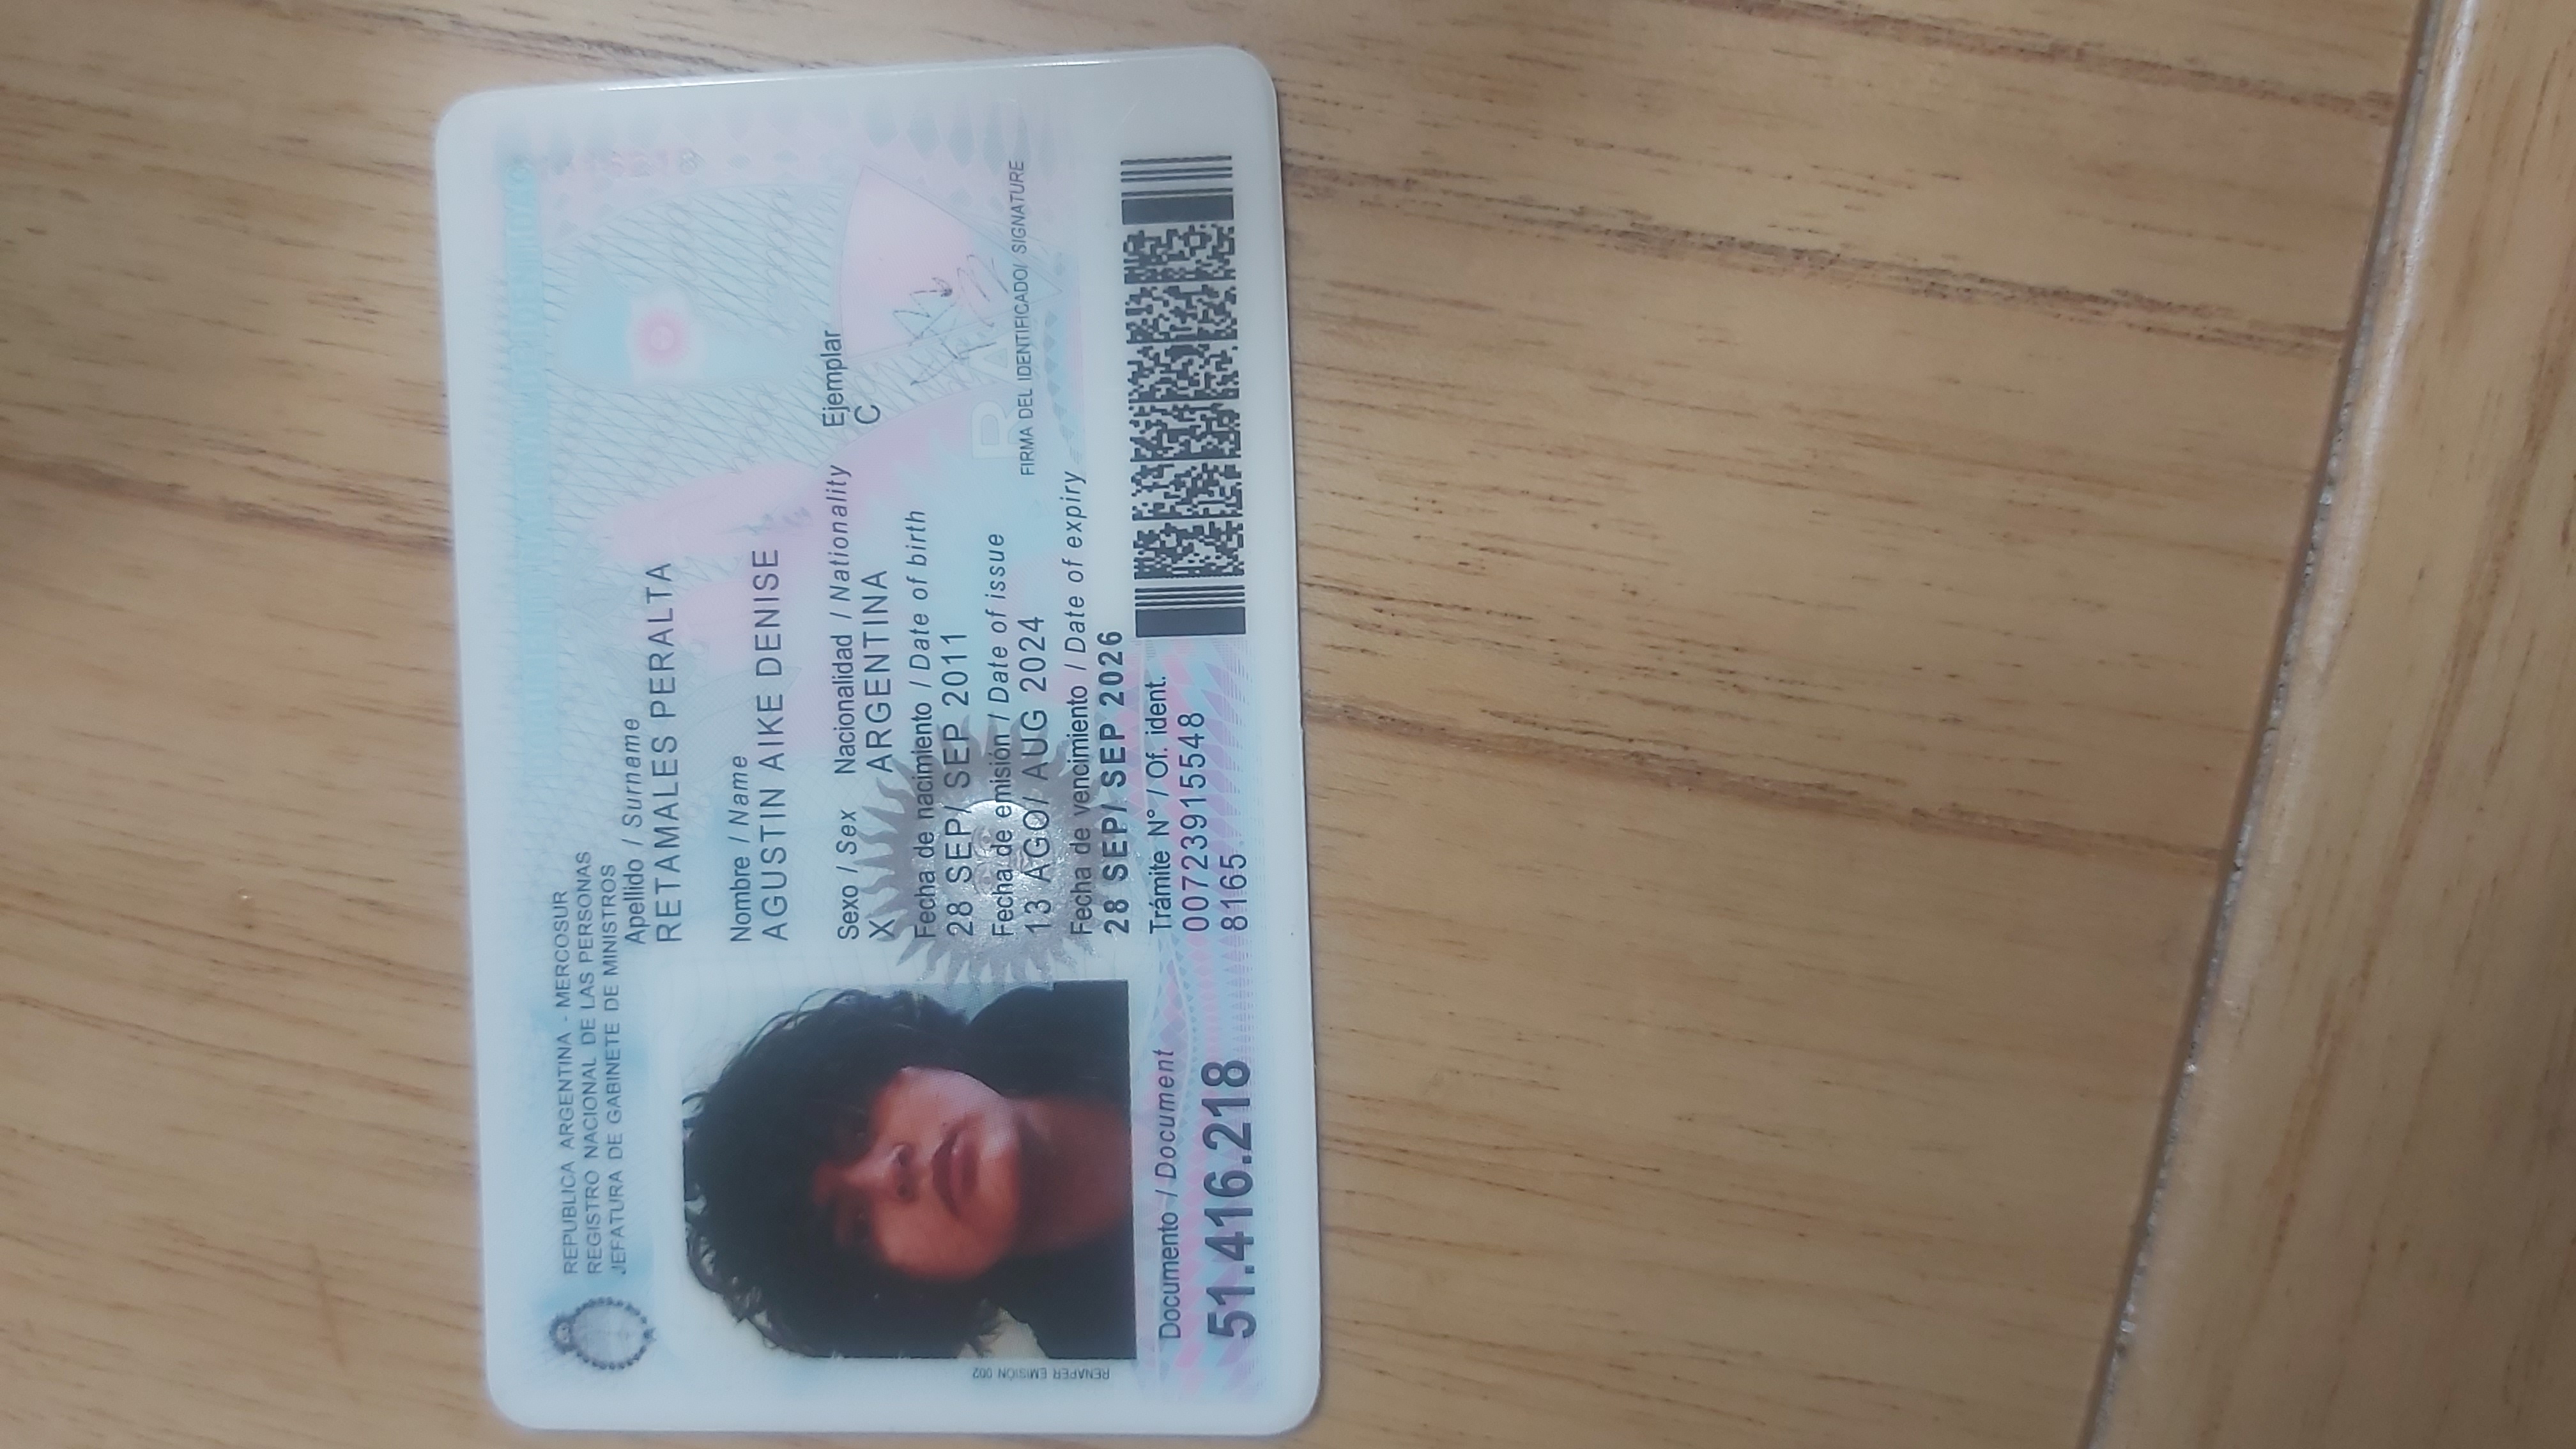 REPUBLICA ARGENTINA - MERCOSUR
REGISTRO NACIONAL DE LAS PERSONAS
JEFATURA DE GABINETE DE MINISTROS
Apellido / Surname
RETAMALES PERALTA
Nombre / Name
AGUSTIN AIKE DENISE
Sexo / Sex Nacionalidad / Nationality Ejemplar
X ARGENTINA C
Fecha de nacimiento / Date of birth
28 SEP/ SEP 2011
Fecha de emisión / Date of issue
13 AGO/ AUG 2024
FIRMA DEL IDENTIFICADO/ SIGNATURE
Fecha de vencimiento / Date of expiry
28 SEP/ SEP 2026
RENAPER EMISIÓN 002
Documento / Document
51.416.218
Trámite N° / Of. ident.
00723915548
8165
RA